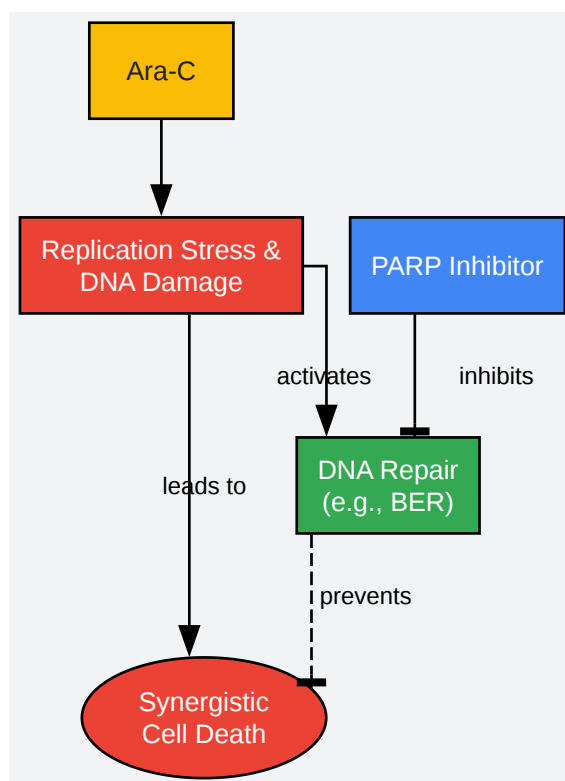 Ara-C
Replication Stress &
DNA Damage
PARP Inhibitor
activates
inhibits
DNA Repair
(e.g., BER)
leads to
prevents
Synergistic
Cell Death